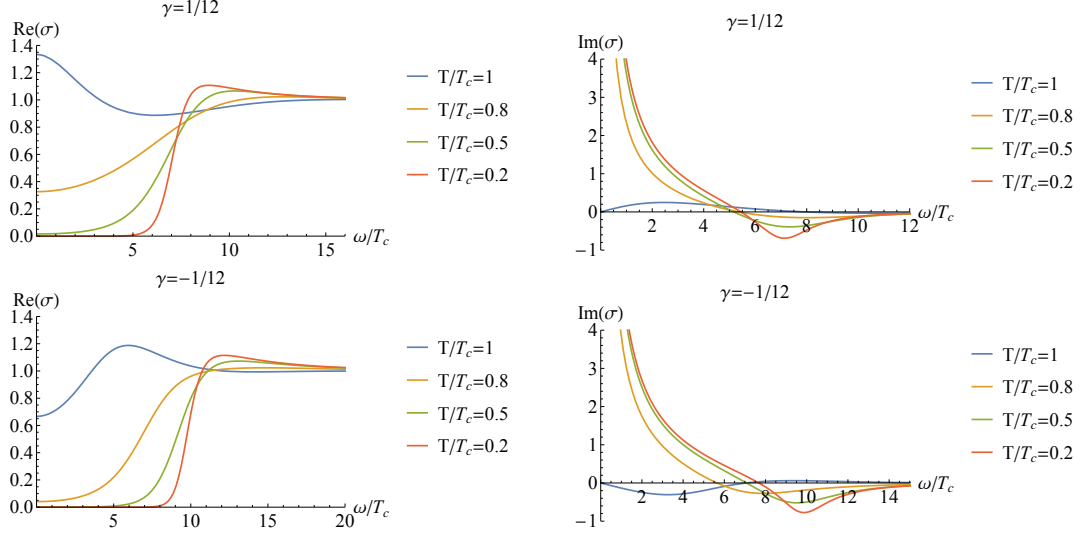 γ=1/12
Re(σ)
1.4
1.2
1.0
0.8
0.6
0.4
0.2
0.0
5
10
15
ω/T_c
T/T_c=1
T/T_c=0.8
T/T_c=0.5
T/T_c=0.2
γ=1/12
Im(σ)
4
3
2
1
0
−1
2
4
6
8
10
12
ω/T_c
T/T_c=1
T/T_c=0.8
T/T_c=0.5
T/T_c=0.2
γ=−1/12
Re(σ)
1.4
1.2
1.0
0.8
0.6
0.4
0.2
0.0
5
10
15
20
ω/T_c
T/T_c=1
T/T_c=0.8
T/T_c=0.5
T/T_c=0.2
γ=−1/12
Im(σ)
4
3
2
1
0
−1
2
4
6
8
10
12
14
ω/T_c
T/T_c=1
T/T_c=0.8
T/T_c=0.5
T/T_c=0.2